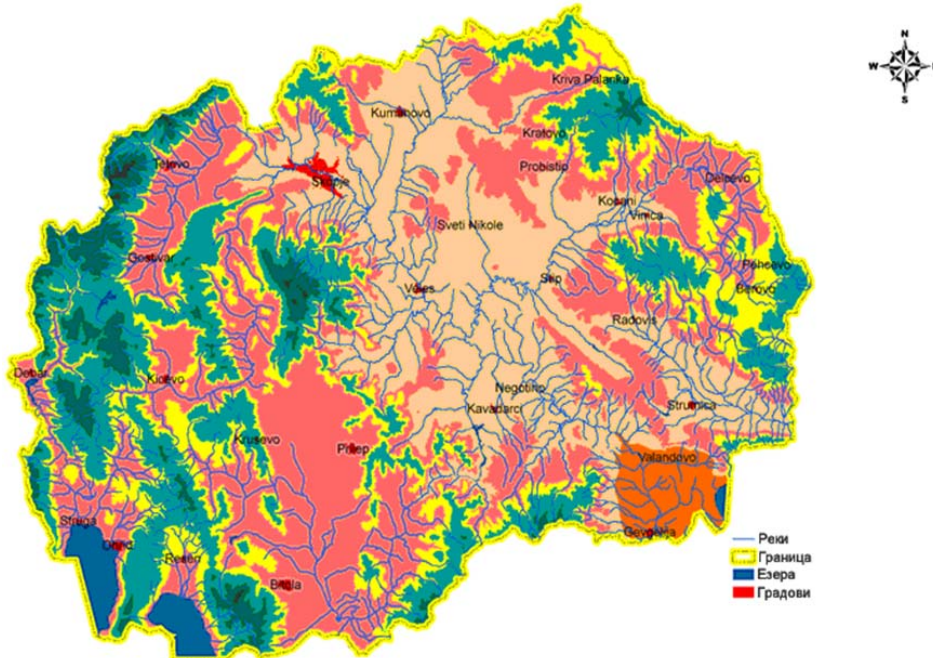 N
W
S
Kriva Palanka
Kumanovo
Kratovo
Tetovo
Probistip
Skopje
Delcevo
Kocani
Vinica
Sveti Nikole
Gostivar
Pehcevo
Stip
Berovo
Veles
Radovis
Debar
Kicevo
Negotino
Kavadarci
Strumica
Krusevo
Prilep
Valandovo
Struga
Gevgelija
Ohrid
Resen
Bitola
Реки
Граница
Езера
Градови